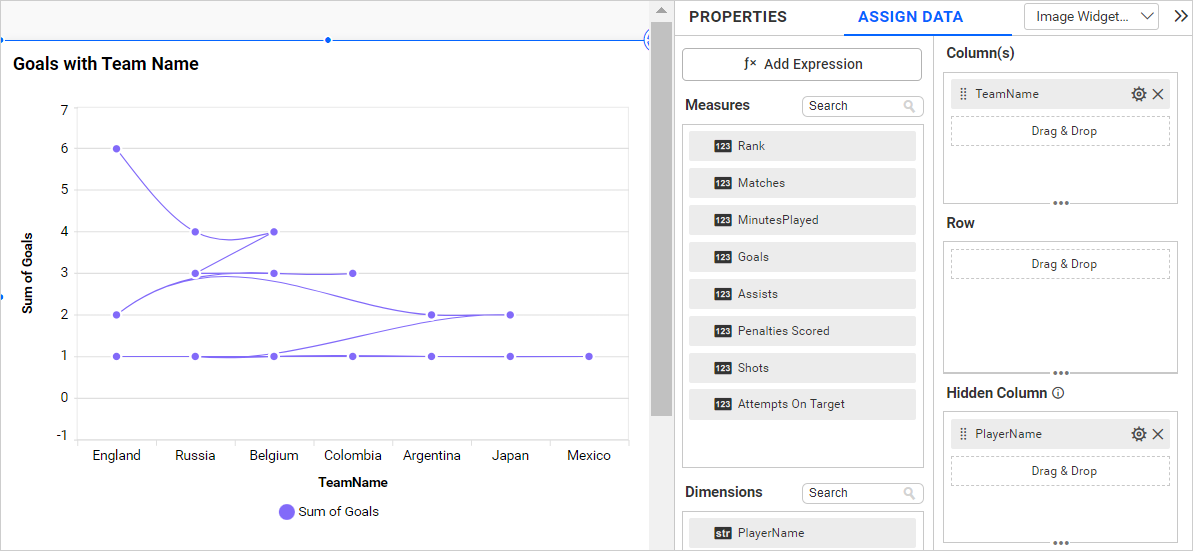 Goals with Team Name
Sum of Goals
7
6
5
4
3
2
1
0
-1
England Russia Belgium Colombia Argentina Japan Mexico
TeamName
Sum of Goals
PROPERTIES ASSIGN DATA Image Widget...
ƒx Add Expression
Measures Search
123 Rank
123 Matches
123 MinutesPlayed
123 Goals
123 Assists
123 Penalties Scored
123 Shots
123 Attempts On Target
Dimensions Search
str PlayerName
Column(s)
TeamName
Drag & Drop
Row
Drag & Drop
Hidden Column
PlayerName
Drag & Drop